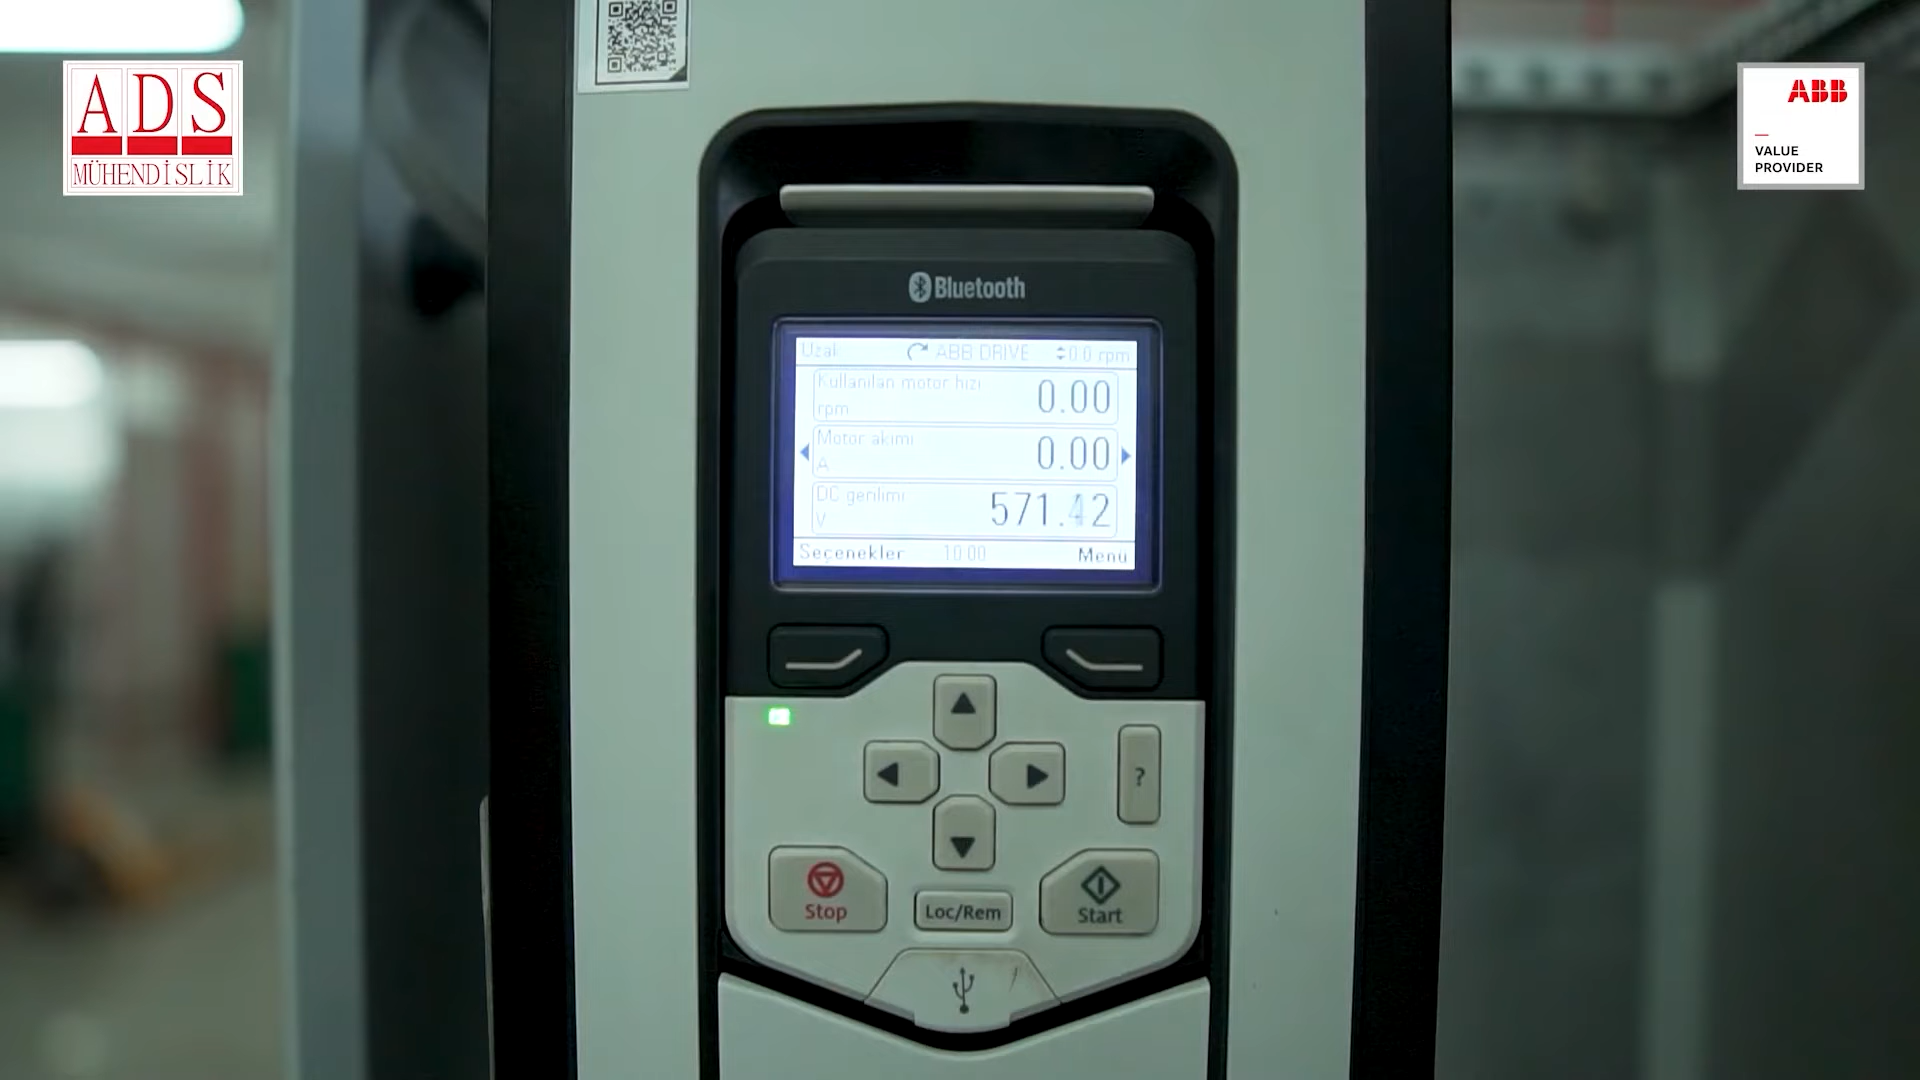 ADS
MÜHENDİSLİK
ABB
VALUE
PROVIDER
Bluetooth
Uzak ABB DRIVE 0.0 rpm
Kullanılan motor hızı
rpm 0.00
Motor akımı
A 0.00
DC gerilimi
V 571.42
Seçenekler 10:00 Menü
?
Stop
Loc/Rem
Start